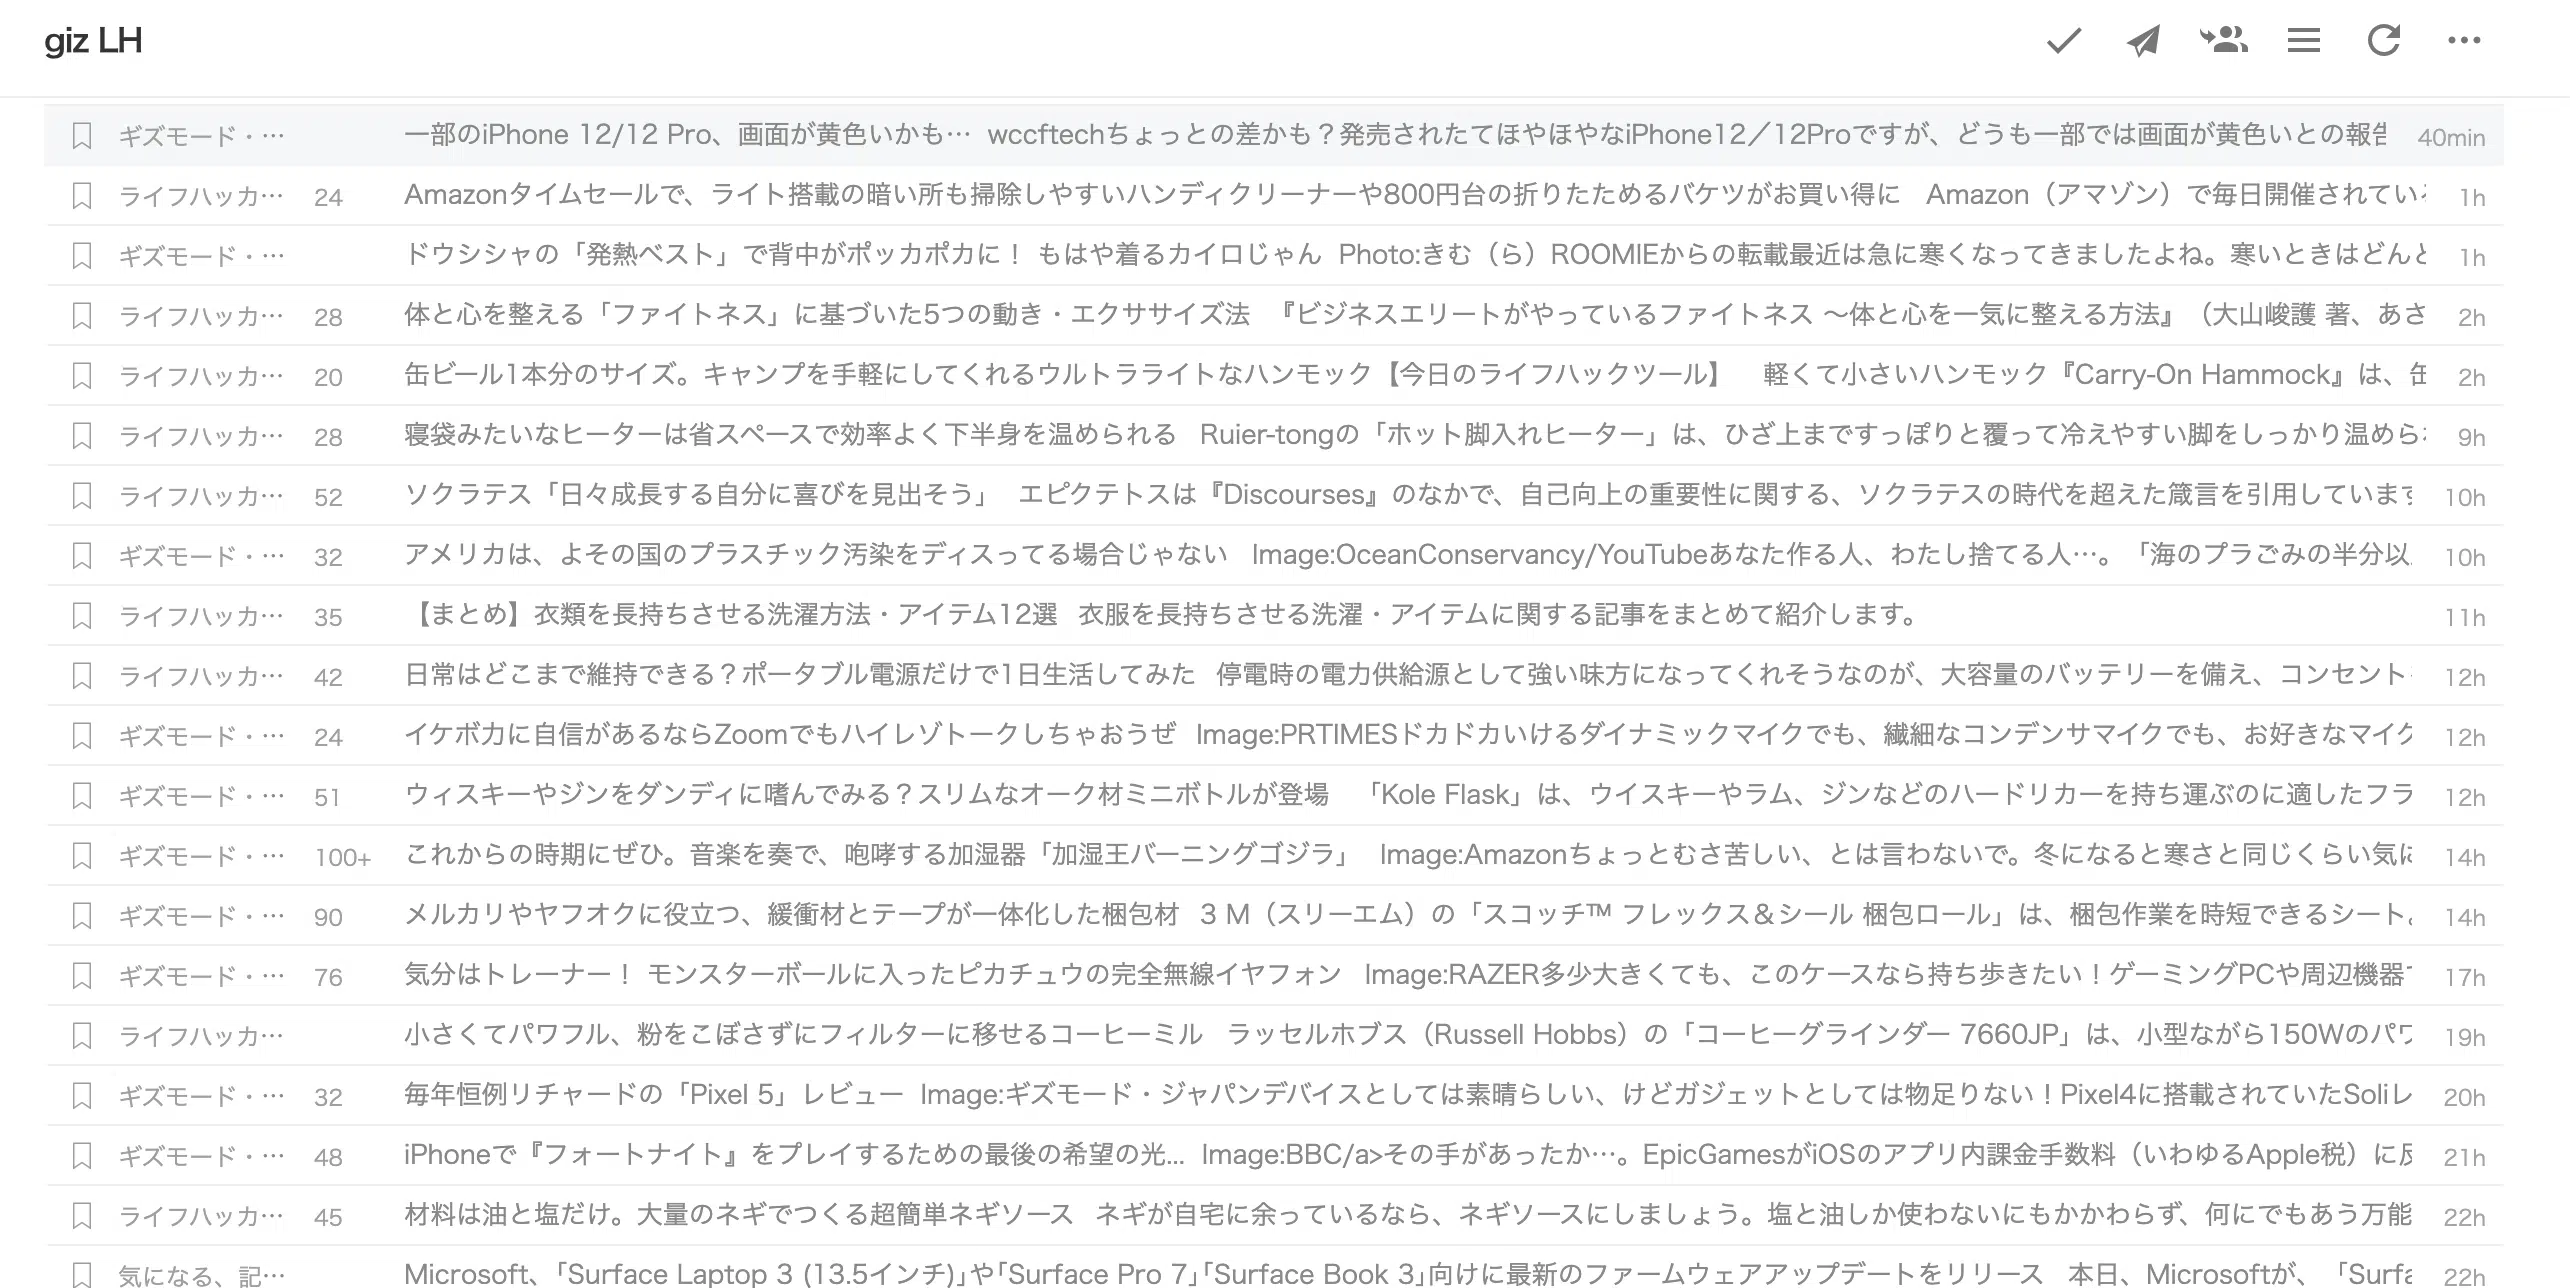 giz LH
ギズモード・… 一部のiPhone 12/12 Pro、画面が黄色いかも… wccftechちょっとの差かも？発売されたてほやほやなiPhone12／12Proですが、どうも一部では画面が黄色いとの報告 40min
ライフハッカ… 24 Amazonタイムセールで、ライト搭載の暗い所も掃除しやすいハンディクリーナーや800円台の折りたためるバケツがお買い得に Amazon（アマゾン）で毎日開催されてい 1h
ギズモード・… ドウシシャの「発熱ベスト」で背中がポッカポカに！ もはや着るカイロじゃん Photo:きむ（ら）ROOMIEからの転載最近は急に寒くなってきましたよね。寒いときはどんと 1h
ライフハッカ… 28 体と心を整える「ファイトネス」に基づいた5つの動き・エクササイズ法 『ビジネスエリートがやっているファイトネス 〜体と心を一気に整える方法』（大山峻護 著、あさ 2h
ライフハッカ… 20 缶ビール1本分のサイズ。キャンプを手軽にしてくれるウルトラライトなハンモック【今日のライフハックツール】 軽くて小さいハンモック『Carry-On Hammock』は、缶 2h
ライフハッカ… 28 寝袋みたいなヒーターは省スペースで効率よく下半身を温められる Ruier-tongの「ホット脚入れヒーター」は、ひざ上まですっぽりと覆って冷えやすい脚をしっかり温めら 9h
ライフハッカ… 52 ソクラテス「日々成長する自分に喜びを見出そう」 エピクテトスは『Discourses』のなかで、自己向上の重要性に関する、ソクラテスの時代を超えた箴言を引用しています 10h
ギズモード・… 32 アメリカは、よその国のプラスチック汚染をディスってる場合じゃない Image:OceanConservancy/YouTubeあなた作る人、わたし捨てる人…。「海のプラごみの半分以 10h
ライフハッカ… 35 【まとめ】衣類を長持ちさせる洗濯方法・アイテム12選 衣服を長持ちさせる洗濯・アイテムに関する記事をまとめて紹介します。 11h
ライフハッカ… 42 日常はどこまで維持できる？ポータブル電源だけで1日生活してみた 停電時の電力供給源として強い味方になってくれそうなのが、大容量のバッテリーを備え、コンセント 12h
ギズモード・… 24 イケボ力に自信があるならZoomでもハイレゾトークしちゃおうぜ Image:PRTIMESドカドカいけるダイナミックマイクでも、繊細なコンデンサマイクでも、お好きなマイク 12h
ギズモード・… 51 ウィスキーやジンをダンディに嗜んでみる？スリムなオーク材ミニボトルが登場 「Kole Flask」は、ウイスキーやラム、ジンなどのハードリカーを持ち運ぶのに適したフラ 12h
ギズモード・… 100+ これからの時期にぜひ。音楽を奏で、咆哮する加湿器「加湿王バーニングゴジラ」 Image:Amazonちょっとむさ苦しい、とは言わないで。冬になると寒さと同じくらい気に 14h
ギズモード・… 90 メルカリやヤフオクに役立つ、緩衝材とテープが一体化した梱包材 3 M（スリーエム）の「スコッチ™ フレックス＆シール 梱包ロール」は、梱包作業を時短できるシート 14h
ギズモード・… 76 気分はトレーナー！ モンスターボールに入ったピカチュウの完全無線イヤフォン Image:RAZER多少大きくても、このケースなら持ち歩きたい！ゲーミングPCや周辺機器 17h
ライフハッカ… 小さくてパワフル、粉をこぼさずにフィルターに移せるコーヒーミル ラッセルホブス（Russell Hobbs）の「コーヒーグラインダー 7660JP」は、小型ながら150Wのパワ 19h
ギズモード・… 32 毎年恒例リチャードの「Pixel 5」レビュー Image:ギズモード・ジャパンデバイスとしては素晴らしい、けどガジェットとしては物足りない！Pixel4に搭載されていたSoliレ 20h
ギズモード・… 48 iPhoneで『フォートナイト』をプレイするための最後の希望の光... Image:BBC/a>その手があったか…。EpicGamesがiOSのアプリ内課金手数料（いわゆるApple税）に反 21h
ライフハッカ… 45 材料は油と塩だけ。大量のネギでつくる超簡単ネギソース ネギが自宅に余っているなら、ネギソースにしましょう。塩と油しか使わないにもかかわらず、何にでもあう万能 22h
気になる、記… Microsoft、「Surface Laptop 3 (13.5インチ)」や「Surface Pro 7」「Surface Book 3」向けに最新のファームウェアアップデートをリリース 本日、Microsoftが、「Surfa 22h